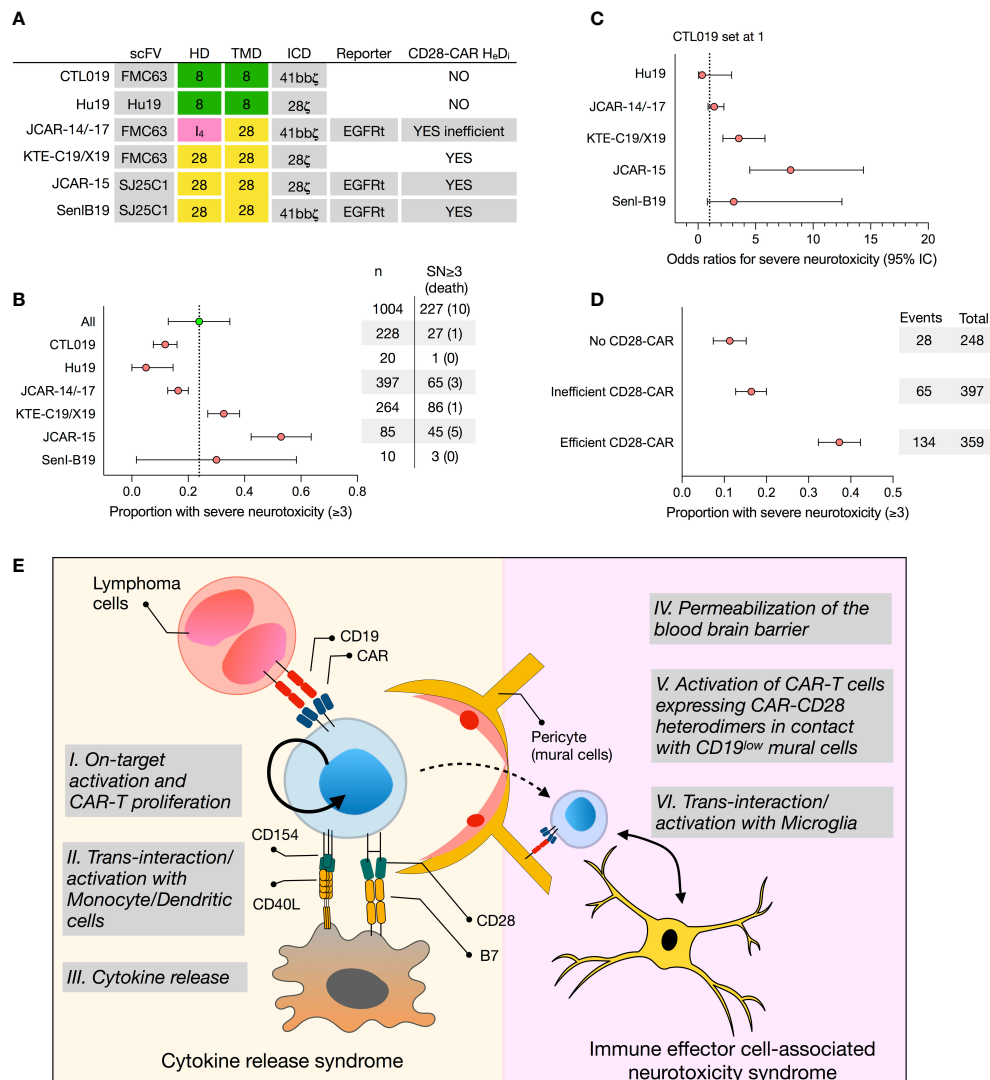 A
scFV HD TMD ICD Reporter CD28-CAR HeDi
CTL019 FMC63 8 8 41bbζ NO
Hu19 Hu19 8 8 28ζ NO
JCAR-14/-17 FMC63 I4 28 41bbζ EGFRt YES inefficient
KTE-C19/X19 FMC63 28 28 28ζ YES
JCAR-15 SJ25C1 28 28 28ζ EGFRt YES
SenlB19 SJ25C1 28 28 41bbζ EGFRt YES
C
CTL019 set at 1
Hu19
JCAR-14/-17
KTE-C19/X19
JCAR-15
Senl-B19
0 5 10 15 20
Odds ratios for severe neurotoxicity (95% IC)
B
n SN≥3
(death)
All 1004 227 (10)
CTL019 228 27 (1)
Hu19 20 1 (0)
JCAR-14/-17 397 65 (3)
KTE-C19/X19 264 86 (1)
JCAR-15 85 45 (5)
Senl-B19 10 3 (0)
0.0 0.2 0.4 0.6 0.8
Proportion with severe neurotoxicity (≥3)
D
Events Total
No CD28-CAR 28 248
Inefficient CD28-CAR 65 397
Efficient CD28-CAR 134 359
0.0 0.1 0.2 0.3 0.4 0.5
Proportion with severe neurotoxicity (≥3)
E
Lymphoma
cells
CD19
CAR
Pericyte
(mural cells)
I. On-target
activation and
CAR-T proliferation
II. Trans-interaction/
activation with
Monocyte/Dendritic
cells
III. Cytokine release
CD154
CD40L
CD28
B7
Cytokine release syndrome
IV. Permeabilization of the
blood brain barrier
V. Activation of CAR-T cells
expressing CAR-CD28
heterodimers in contact
with CD19low mural cells
VI. Trans-interaction/
activation with Microglia
Immune effector cell-associated
neurotoxicity syndrome